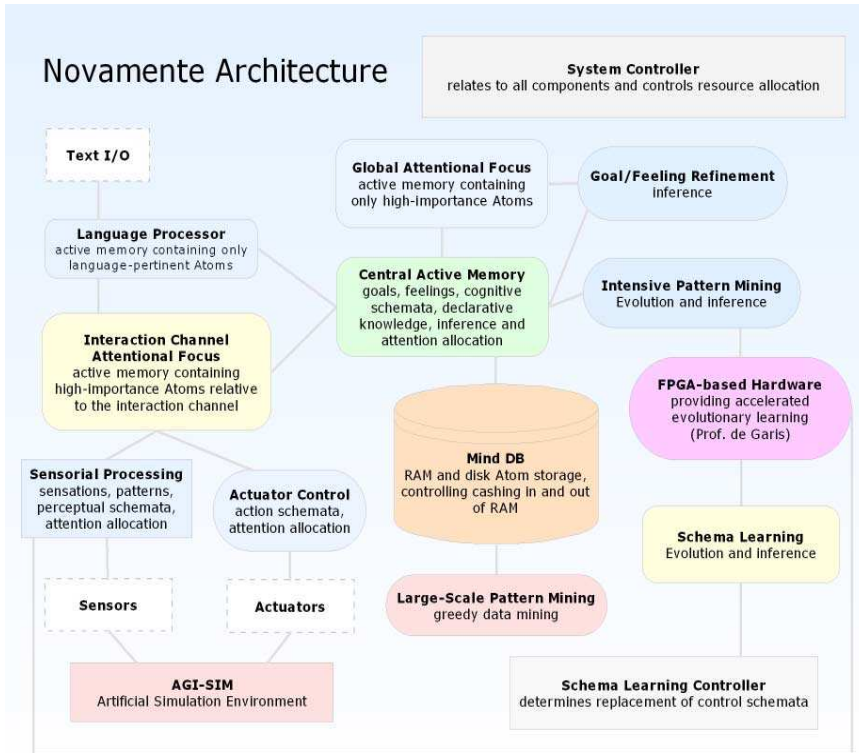 Novamente Architecture
System Controller
relates to all components and controls resource allocation
Text I/O
Global Attentional Focus
active memory containing
only high-importance Atoms
Goal/Feeling Refinement
inference
Language Processor
active memory containing only
language-pertinent Atoms
Central Active Memory
goals, feelings, cognitive
schemata, declarative
knowledge, inference and
attention allocation
Intensive Pattern Mining
Evolution and inference
Interaction Channel
Attentional Focus
active memory containing
high-importance Atoms relative
to the interaction channel
FPGA-based Hardware
providing accelerated
evolutionary learning
(Prof. de Garis)
Mind DB
RAM and disk Atom storage,
controlling cashing in and out
of RAM
Sensorial Processing
sensations, patterns,
perceptual schemata,
attention allocation
Actuator Control
action schemata,
attention allocation
Schema Learning
Evolution and inference
Sensors
Actuators
Large-Scale Pattern Mining
greedy data mining
AGI-SIM
Artificial Simulation Environment
Schema Learning Controller
determines replacement of control schemata